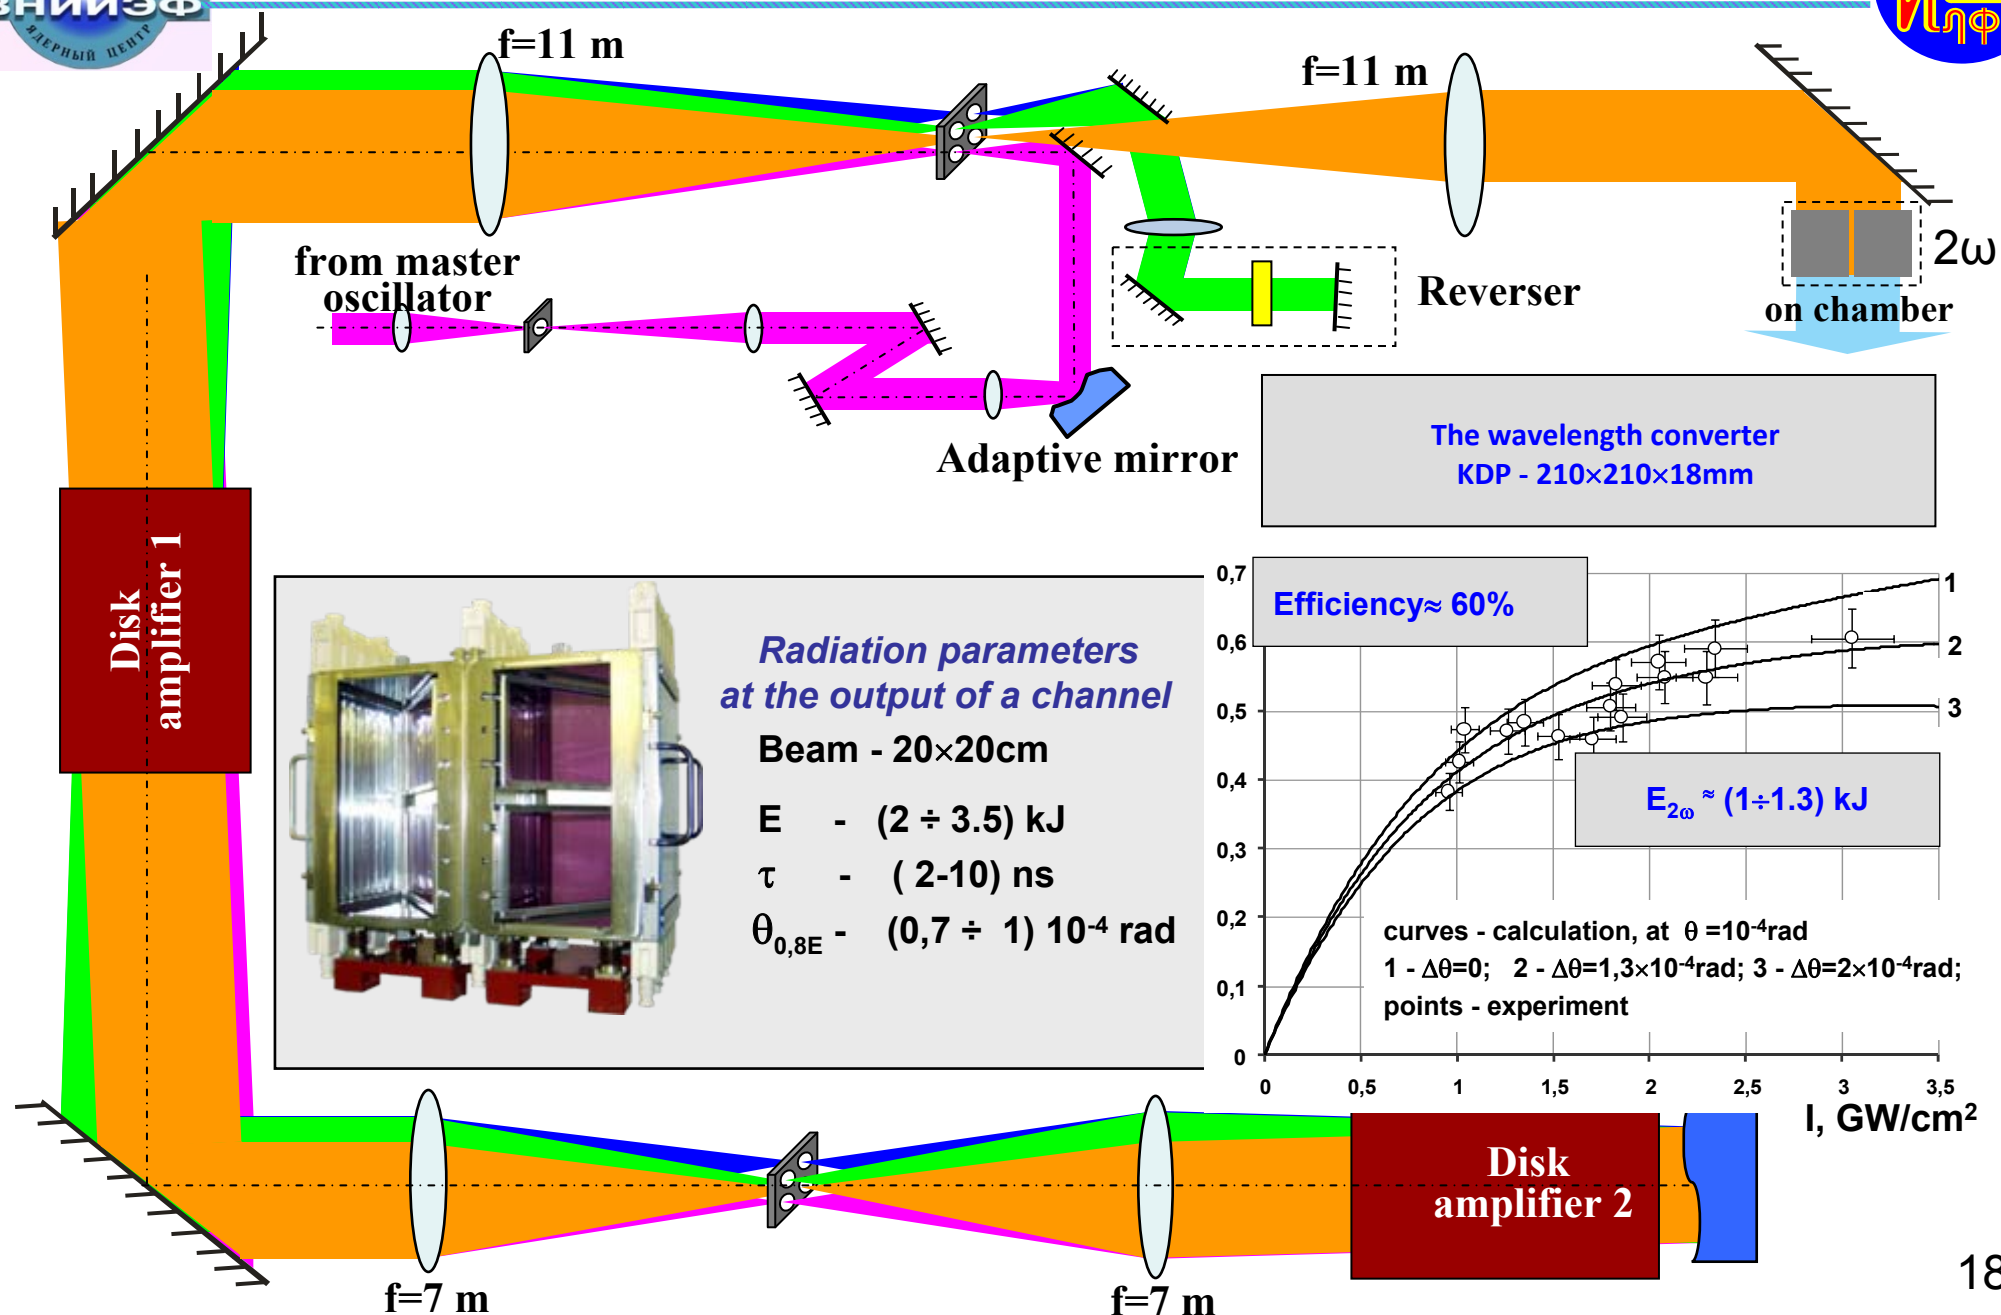 ВНИИЭФ
ЯДЕРНЫЙ ЦЕНТР
ИЛФ
f=11 m
f=11 m
from master
oscillator
Reverser
2ω
on chamber
Adaptive mirror
The wavelength converter
KDP - 210×210×18mm
Disk
amplifier 1
Radiation parameters
at the output of a channel
Beam - 20×20cm
E - (2 ÷ 3.5) kJ
τ - ( 2-10) ns
θ0,8E - (0,7 ÷ 1) 10-4 rad
Efficiency≈ 60%
E2ω ≈ (1÷1.3) kJ
0,7
0,6
0,5
0,4
0,3
0,2
0,1
0
1
2
3
curves - calculation, at θ =10-4rad
1 - Δθ=0; 2 - Δθ=1,3×10-4rad; 3 - Δθ=2×10-4rad;
points - experiment
0 0,5 1 1,5 2 2,5 3 3,5
I, GW/cm2
Disk
amplifier 2
f=7 m
f=7 m
18